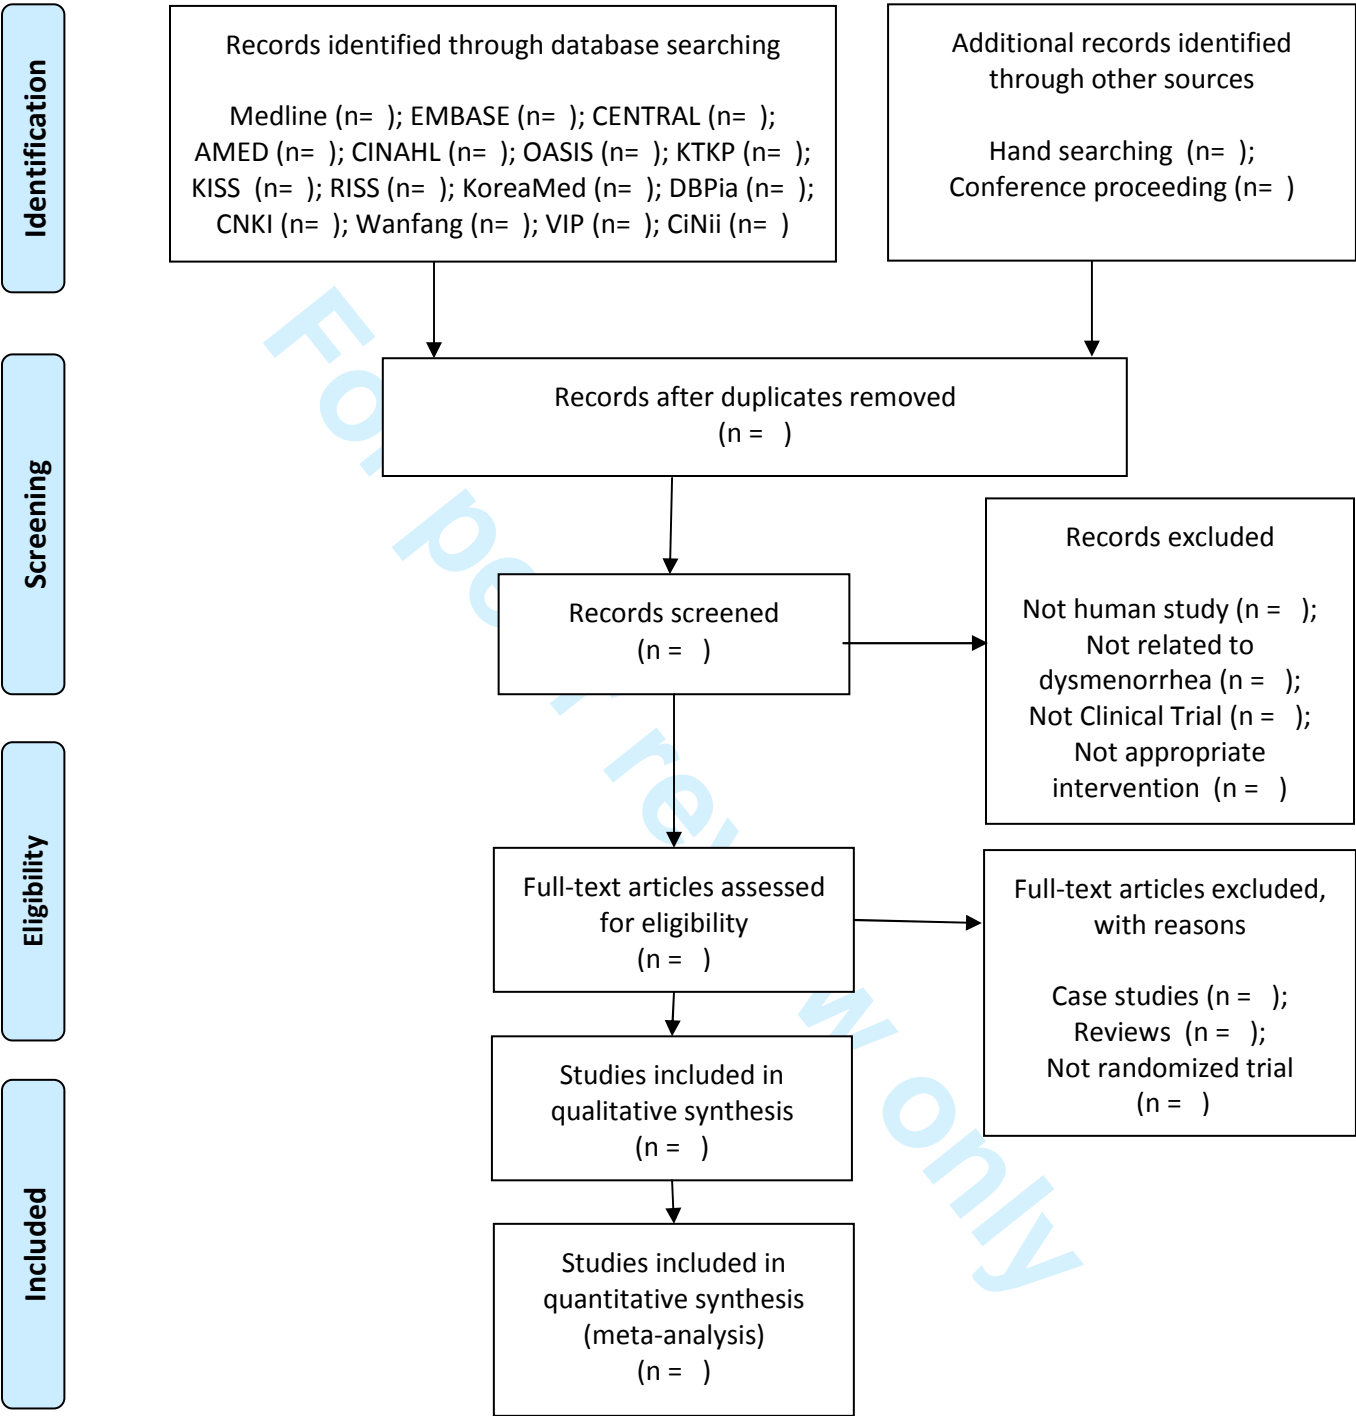 Identification
Records identified through database searching
Medline (n=  ); EMBASE (n=  ); CENTRAL (n=  );
AMED (n=  ); CINAHL (n=  ); OASIS (n=  ); KTKP (n=  );
KISS  (n=  ); RISS (n=  ); KoreaMed (n=  ); DBPia (n=  );
CNKI (n=  ); Wanfang (n=  ); VIP (n=  ); CiNii (n=  )
Additional records identified
through other sources
Hand searching  (n=  );
Conference proceeding (n=  )
Screening
Records after duplicates removed
(n =   )
Records screened
(n =   )
Records excluded
Not human study (n =   );
Not related to
dysmenorrhea (n =   );
Not Clinical Trial (n =   );
Not appropriate
intervention  (n =   )
Eligibility
Full-text articles assessed
for eligibility
(n =   )
Full-text articles excluded,
with reasons
Case studies (n =   );
Reviews  (n =   );
Not randomized trial
(n =   )
Included
Studies included in
qualitative synthesis
(n =   )
Studies included in
quantitative synthesis
(meta-analysis)
(n =   )
For peer review only